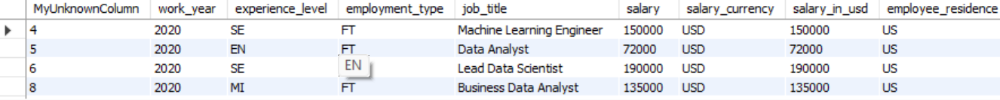 MyUnknownColumn work_year experience_level employment_type job_title salary salary_currency salary_in_usd employee_residence
4 2020 SE FT Machine Learning Engineer 150000 USD 150000 US
5 2020 EN FT Data Analyst 72000 USD 72000 US
6 2020 SE EN Lead Data Scientist 190000 USD 190000 US
8 2020 MI FT Business Data Analyst 135000 USD 135000 US